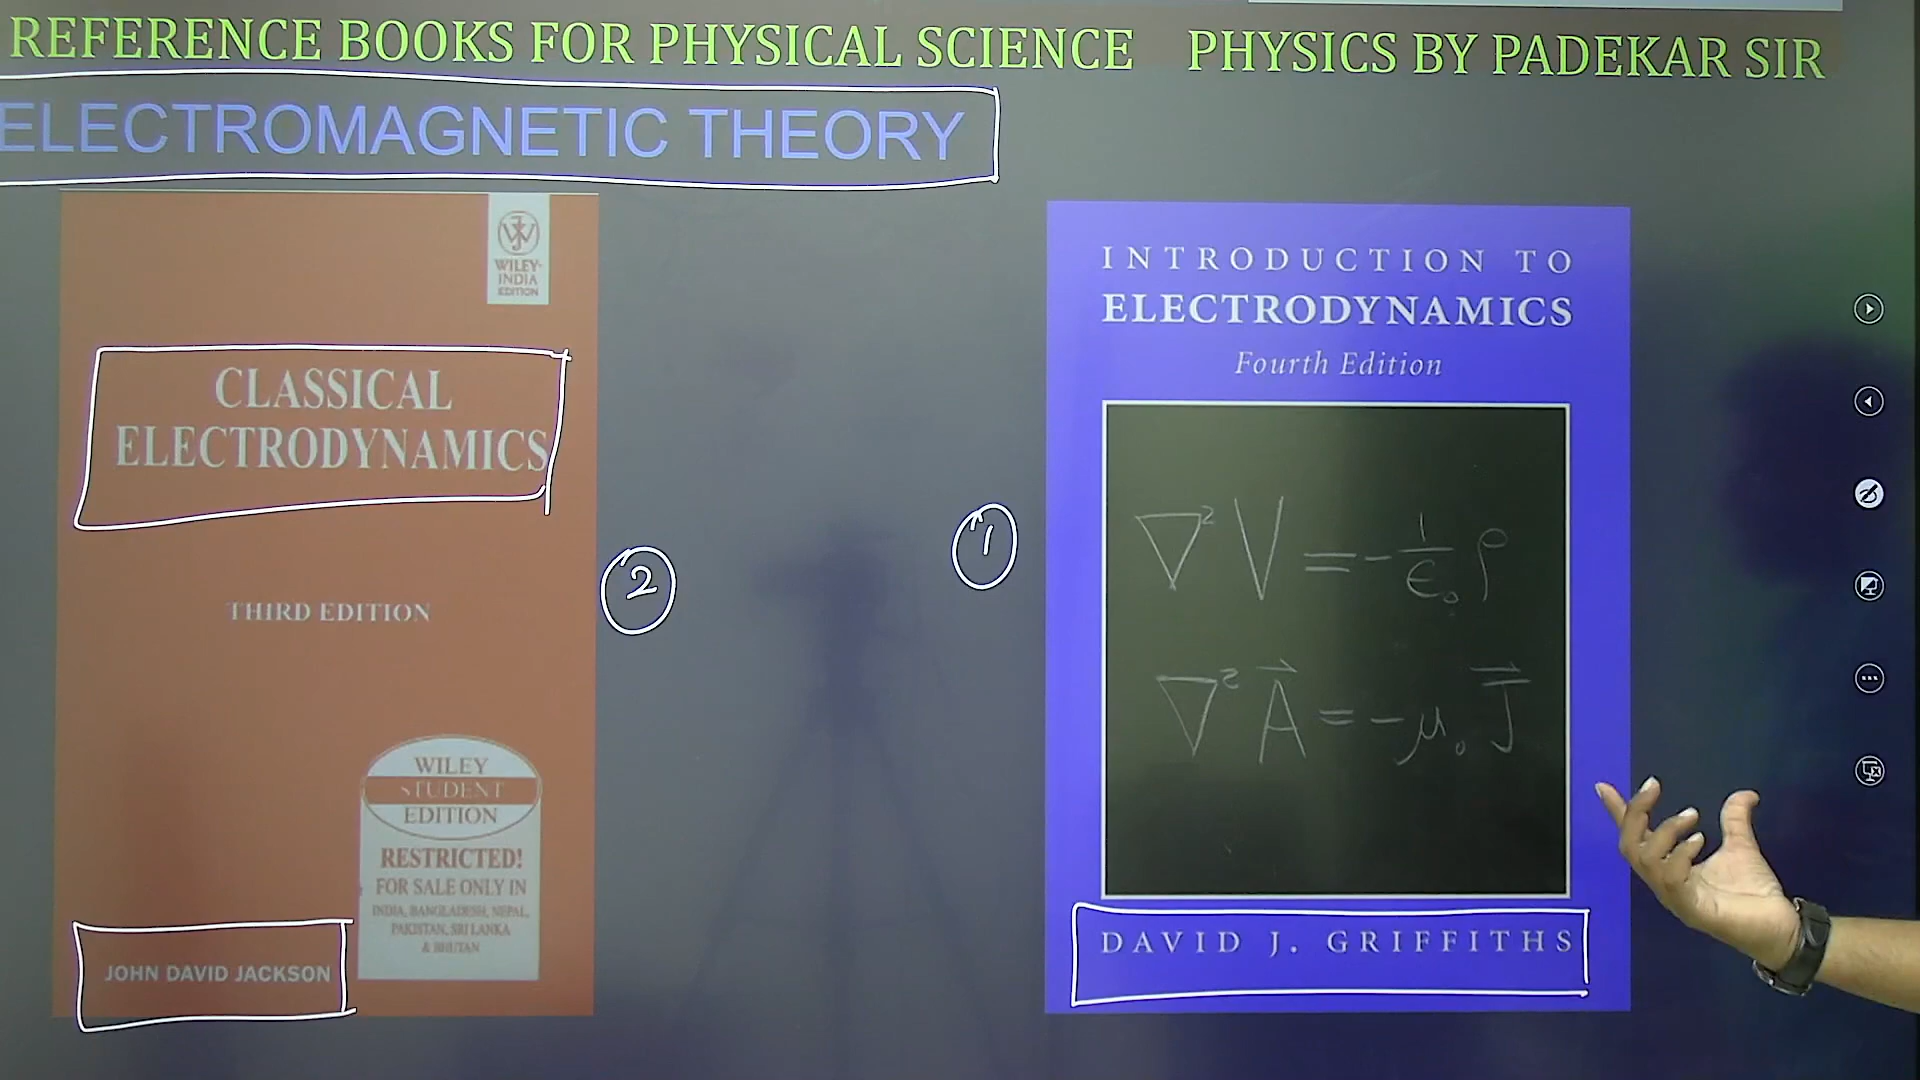 REFERENCE BOOKS FOR PHYSICAL SCIENCE PHYSICS BY PADEKAR SIR
ELECTROMAGNETIC THEORY
WILEY-
INDIA
EDITION
CLASSICAL
ELECTRODYNAMICS
THIRD EDITION
2
WILEY
STUDENT
EDITION
RESTRICTED!
FOR SALE ONLY IN
INDIA, BANGLADESH, NEPAL,
PAKISTAN, SRI LANKA
& BHUTAN
JOHN DAVID JACKSON
1
INTRODUCTION TO
ELECTRODYNAMICS
Fourth Edition
∇² V = - 1/ϵ₀ ρ
∇² A⃗ = -μ₀ J⃗
DAVID J. GRIFFITHS